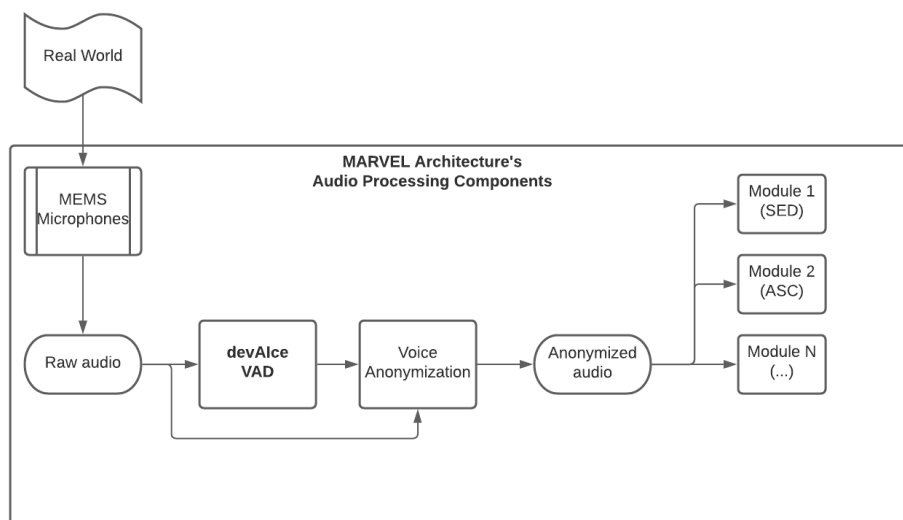 Real World
MARVEL Architecture's
Audio Processing Components
MEMS
Microphones
Module 1
(SED)
Module 2
(ASC)
Raw audio
devAIce
VAD
Voice
Anonymization
Anonymized
audio
Module N
(...)